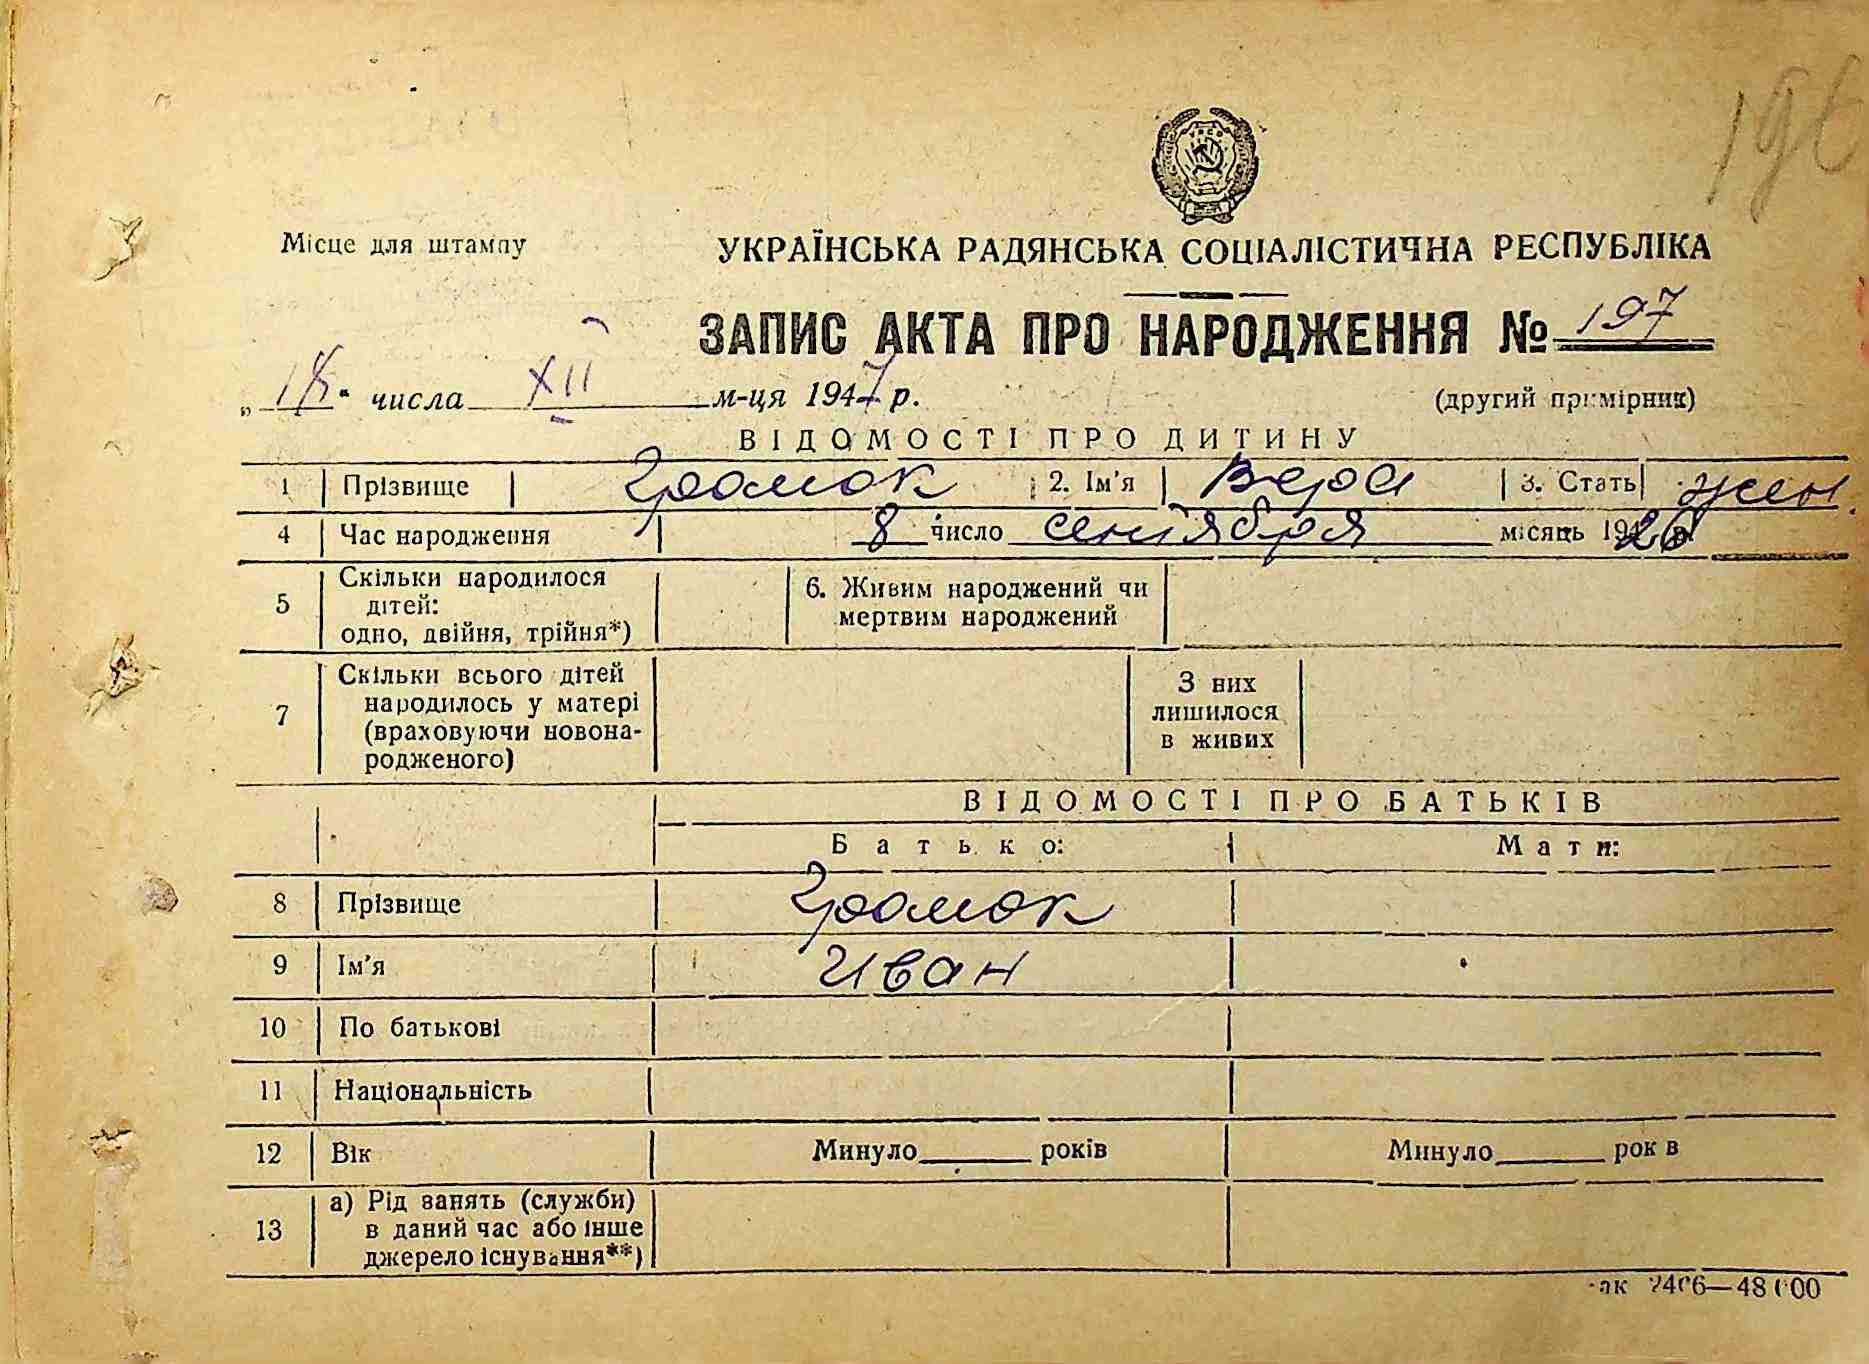 196
УРСР
Місце для штампу
УКРАЇНСЬКА РАДЯНСЬКА СОЦІАЛІСТИЧНА РЕСПУБЛІКА
ЗАПИС АКТА ПРО НАРОДЖЕННЯ № 197
„18“ числа XII м-ця 1947 р.
(другий примірник)
ВІДОМОСТІ ПРО ДИТИНУ
1 Прізвище Громок 2. Ім'я Вера 3. Стать жен.
4 Час народження 8 число сентября місяць 1926
5 Скільки народилося дітей: одно, двійня, трійня*) 6. Живим народжений чи мертвим народжений
7 Скільки всього дітей народилось у матері (враховуючи новонародженого) З них лишилося в живих
ВІДОМОСТІ ПРО БАТЬКІВ
Батько: Мати:
8 Прізвище Громок
9 Ім'я Иван
10 По батькові
11 Національність
12 Вік Минуло років Минуло рок в
13 а) Рід занять (служби) в даний час або інше джерело існування**)